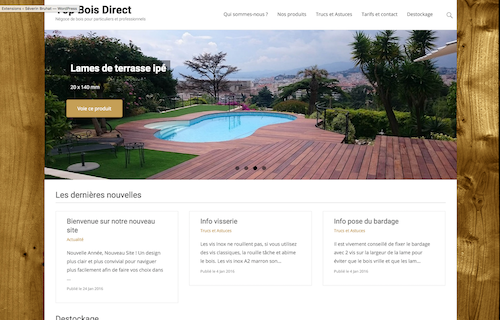 Extensions ‹ Séverin Bruhat — WordPress
Top Bois Direct
Négoce de bois pour particuliers et professionnels
Qui sommes-nous ? Nos produits Trucs et Astuces Tarifs et contact Destockage
Lames de terrasse ipé
20 x 140 mm
Voir ce produit
Les dernières nouvelles
Bienvenue sur notre nouveau
site
Actualité
Nouvelle Année, Nouveau Site ! Un design
plus clair et plus convivial pour naviguer
plus facilement afin de faire vos choix dans
...
Publié le 24 Jan 2016
Info visserie
Trucs et Astuces
Les vis inox ne rouillent pas, si vous utilisez
des vis classiques, la rouille tâche et abîme
le bois. Les vis inox A2 marron son...
Publié le 4 Jan 2016
Info pose du bardage
Trucs et Astuces
Il est vivement conseillé de fixer le bardage
avec 2 vis sur la largeur de la lame pour
éviter que le bois vrille et que les lam...
Publié le 4 Jan 2016
Destockage